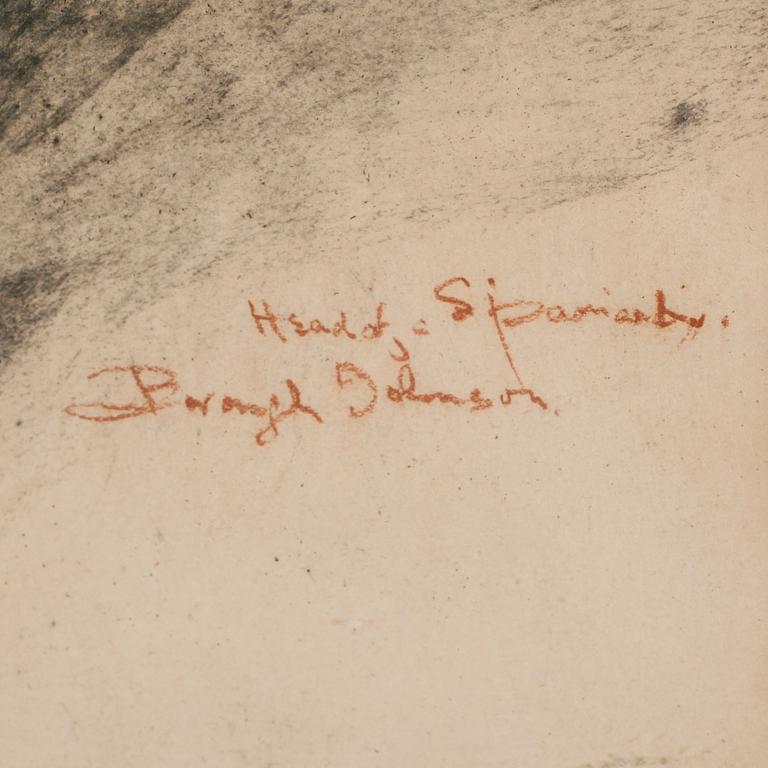 Head of a Spaniard.
Borough Johnson.